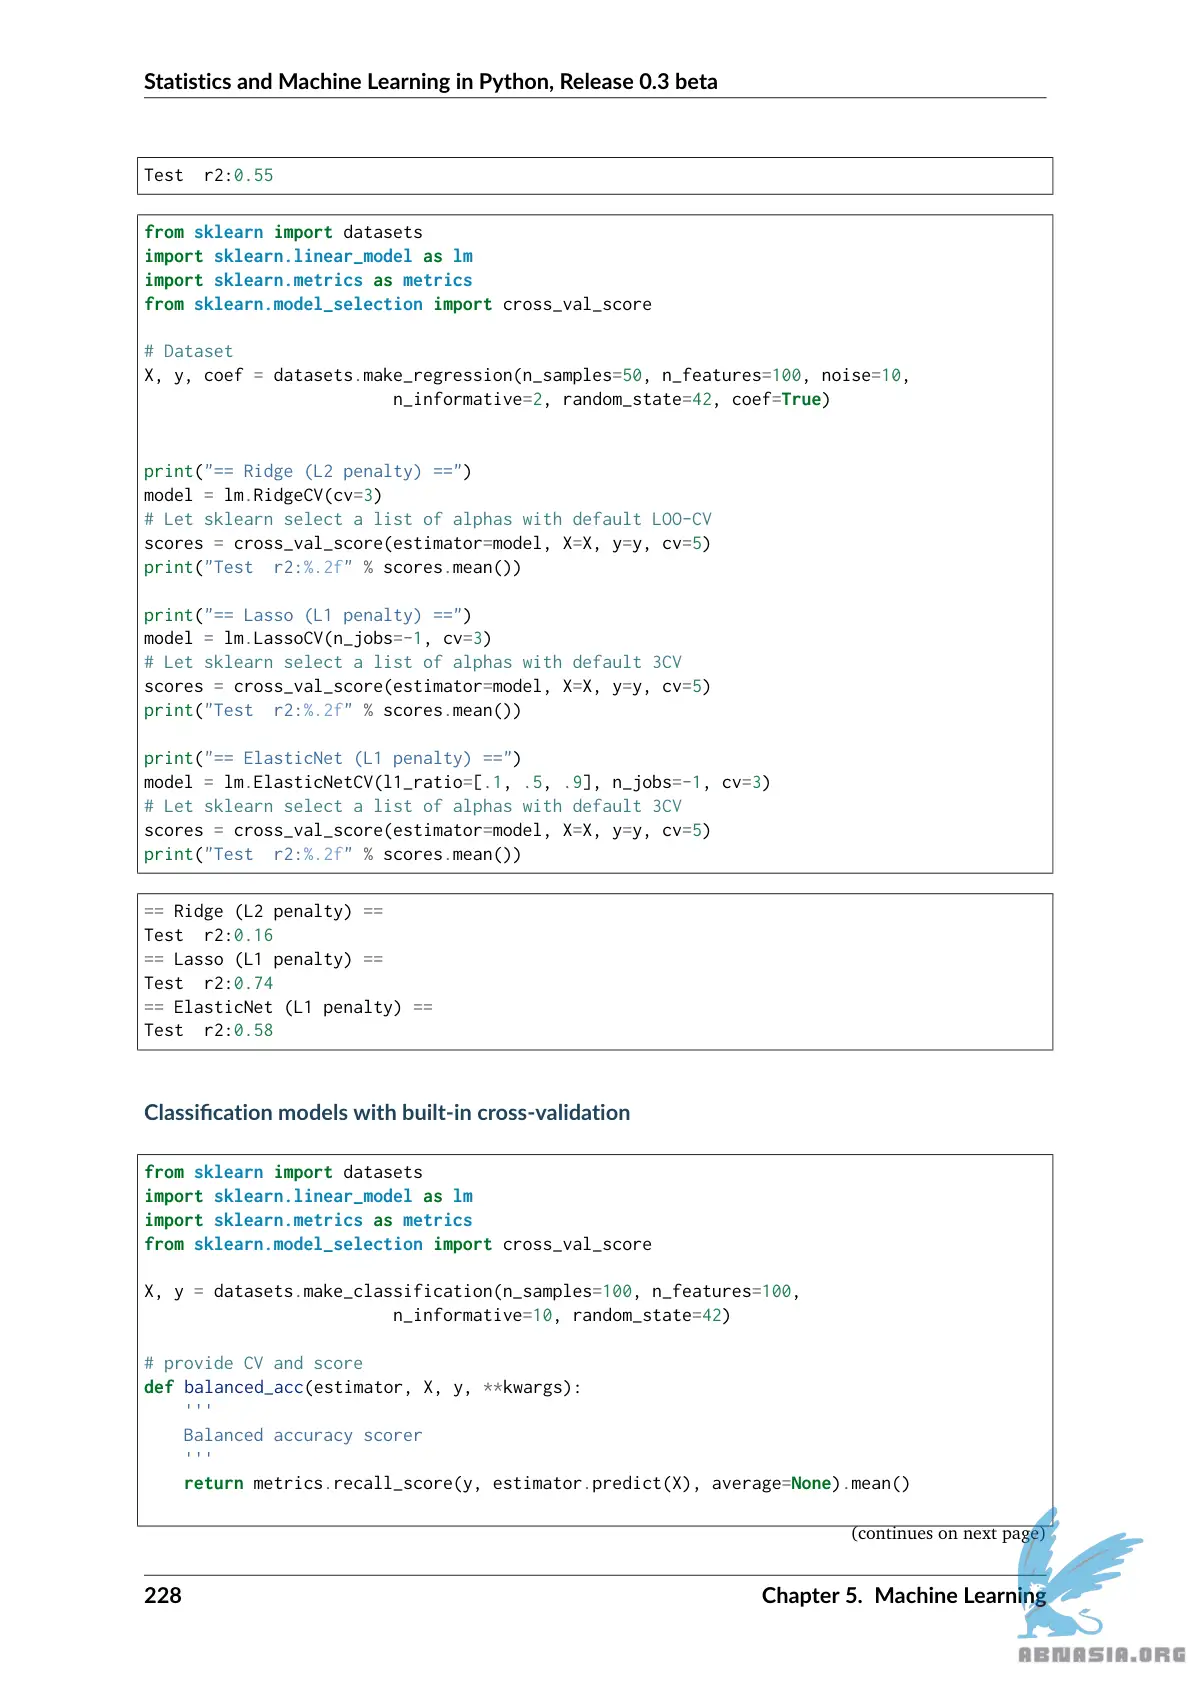 Statistics and Machine Learning in Python, Release 0.3 beta
Test  r2:0.55
from sklearn import datasets
import sklearn.linear_model as lm
import sklearn.metrics as metrics
from sklearn.model_selection import cross_val_score
# Dataset
X, y, coef = datasets.make_regression(n_samples=50, n_features=100, noise=10,
                         n_informative=2, random_state=42, coef=True)
print("== Ridge (L2 penalty) ==")
model = lm.RidgeCV(cv=3)
# Let sklearn select a list of alphas with default LOO-CV
scores = cross_val_score(estimator=model, X=X, y=y, cv=5)
print("Test  r2:%.2f" % scores.mean())
print("== Lasso (L1 penalty) ==")
model = lm.LassoCV(n_jobs=-1, cv=3)
# Let sklearn select a list of alphas with default 3CV
scores = cross_val_score(estimator=model, X=X, y=y, cv=5)
print("Test  r2:%.2f" % scores.mean())
print("== ElasticNet (L1 penalty) ==")
model = lm.ElasticNetCV(l1_ratio=[.1, .5, .9], n_jobs=-1, cv=3)
# Let sklearn select a list of alphas with default 3CV
scores = cross_val_score(estimator=model, X=X, y=y, cv=5)
print("Test  r2:%.2f" % scores.mean())
== Ridge (L2 penalty) ==
Test  r2:0.16
== Lasso (L1 penalty) ==
Test  r2:0.74
== ElasticNet (L1 penalty) ==
Test  r2:0.58
Classification models with built-in cross-validation
from sklearn import datasets
import sklearn.linear_model as lm
import sklearn.metrics as metrics
from sklearn.model_selection import cross_val_score
X, y = datasets.make_classification(n_samples=100, n_features=100,
                         n_informative=10, random_state=42)
# provide CV and score
def balanced_acc(estimator, X, y, **kwargs):
    '''
    Balanced accuracy scorer
    '''
    return metrics.recall_score(y, estimator.predict(X), average=None).mean()
(continues on next page)
228
Chapter 5. Machine Learning
ABNASIA.ORG